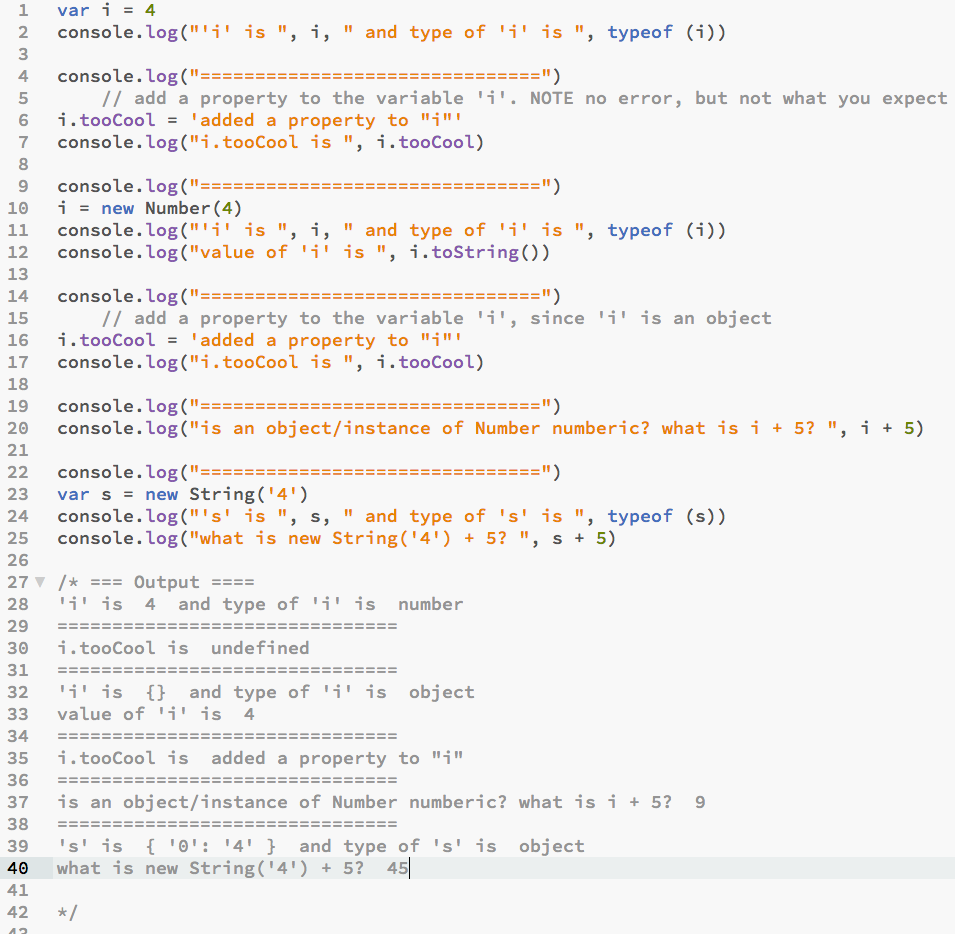 1 var i = 4
2 console.log("'i' is ", i, " and type of 'i' is ", typeof (i))
3
4 console.log("===============================")
5     // add a property to the variable 'i'. NOTE no error, but not what you expect
6 i.tooCool = 'added a property to "i"'
7 console.log("i.tooCool is ", i.tooCool)
8
9 console.log("===============================")
10 i = new Number(4)
11 console.log("'i' is ", i, " and type of 'i' is ", typeof (i))
12 console.log("value of 'i' is ", i.toString())
13
14 console.log("===============================")
15     // add a property to the variable 'i', since 'i' is an object
16 i.tooCool = 'added a property to "i"'
17 console.log("i.tooCool is ", i.tooCool)
18
19 console.log("===============================")
20 console.log("is an object/instance of Number numberic? what is i + 5? ", i + 5)
21
22 console.log("===============================")
23 var s = new String('4')
24 console.log("'s' is ", s, " and type of 's' is ", typeof (s))
25 console.log("what is new String('4') + 5? ", s + 5)
26
27 /* === Output ====
28 'i' is  4  and type of 'i' is  number
29 ===============================
30 i.tooCool is  undefined
31 ===============================
32 'i' is  {}  and type of 'i' is  object
33 value of 'i' is  4
34 ===============================
35 i.tooCool is  added a property to "i"
36 ===============================
37 is an object/instance of Number numberic? what is i + 5?  9
38 ===============================
39 's' is  { '0': '4' }  and type of 's' is  object
40 what is new String('4') + 5?  45
41
42 */
43